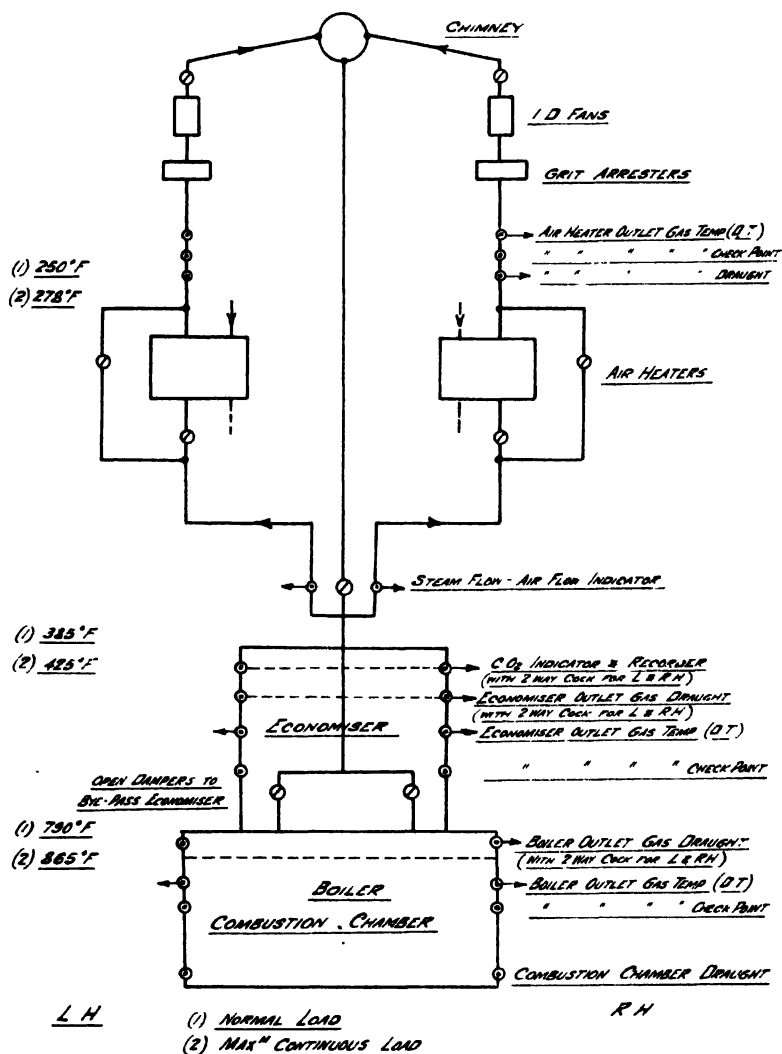 CHIMNEY
I D FANS
GRIT ARRESTERS
AIR HEATER OUTLET GAS TEMP (D T)
" " " " " CHECK POINT
" " " " DRAUGHT
(1) 250°F
(2) 278°F
AIR HEATERS
STEAM FLOW - AIR FLOW INDICATOR
(1) 385°F
(2) 425°F
CO2 INDICATOR & RECORDER
(WITH 2 WAY COCK FOR L & RH)
ECONOMISER OUTLET GAS DRAUGHT
(WITH 2 WAY COCK FOR L & RH)
ECONOMISER
ECONOMISER OUTLET GAS TEMP (D T)
" " " " CHECK POINT
OPEN DAMPERS TO
BYE-PASS ECONOMISER
(1) 790°F
(2) 865°F
BOILER OUTLET GAS DRAUGHT
(WITH 2 WAY COCK FOR L & RH)
BOILER
BOILER OUTLET GAS TEMP (D T)
" " " " CHECK POINT
COMBUSTION . CHAMBER
COMBUSTION CHAMBER DRAUGHT
L H
R H
(1) NORMAL LOAD
(2) MAXM CONTINUOUS LOAD